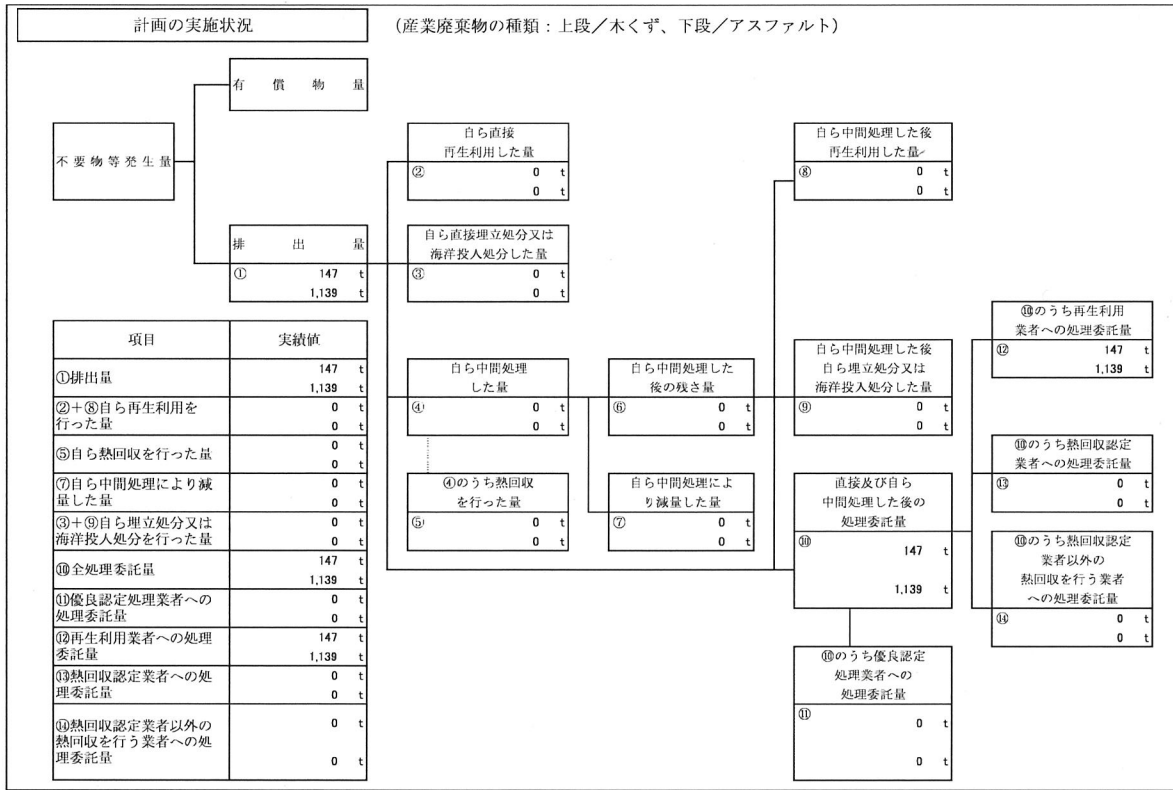 計画の実施状況
（産業廃棄物の種類：上段／木くず、下段／アスファルト）
有償物量
不要物等発生量
排出量
① 147 t
1,139 t
自ら直接
再生利用した量
② 0 t
0 t
自ら直接埋立処分又は
海洋投入処分した量
③ 0 t
0 t
自ら中間処理
した量
④ 0 t
0 t
④のうち熱回収
を行った量
⑤ 0 t
0 t
自ら中間処理した
後の残さ量
⑥ 0 t
0 t
自ら中間処理によ
り減量した量
⑦ 0 t
0 t
自ら中間処理した後
再生利用した量
⑧ 0 t
0 t
自ら中間処理した後
自ら埋立処分又は
海洋投入処分した量
⑨ 0 t
0 t
直接及び自ら
中間処理した後の
処理委託量
⑩ 147 t
1,139 t
⑩のうち優良認定
処理業者への
処理委託量
⑪ 0 t
0 t
⑩のうち再生利用
業者への処理委託量
⑫ 147 t
1,139 t
⑩のうち熱回収認定
業者への処理委託量
⑬ 0 t
0 t
⑩のうち熱回収認定
業者以外の
熱回収を行う業者
への処理委託量
⑭ 0 t
0 t
項目 実績値
①排出量 147 t
1,139 t
②＋⑧自ら再生利用を 0 t
行った量 0 t
⑤自ら熱回収を行った量 0 t
0 t
⑦自ら中間処理により減 0 t
量した量 0 t
③＋⑨自ら埋立処分又は 0 t
海洋投入処分を行った量 0 t
⑩全処理委託量 147 t
1,139 t
⑪優良認定処理業者への 0 t
処理委託量 0 t
⑫再生利用業者への処理 147 t
委託量 1,139 t
⑬熱回収認定業者への処 0 t
理委託量 0 t
⑭熱回収認定業者以外の 0 t
熱回収を行う業者への処
理委託量 0 t